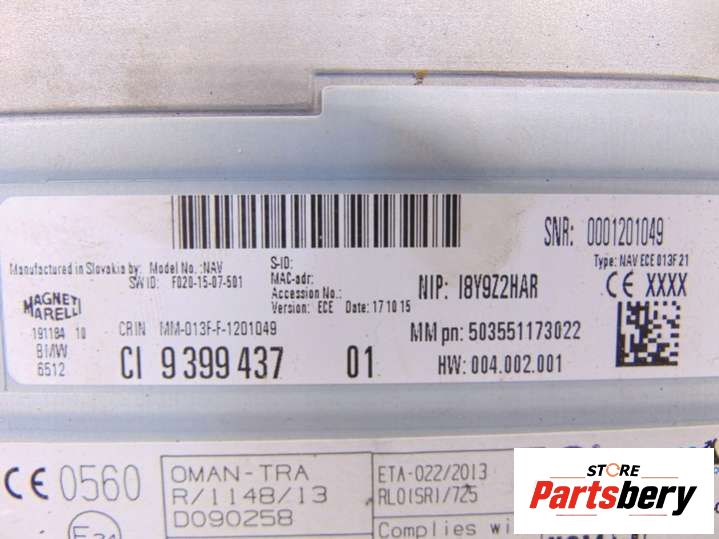 SNR: 0001201049
Manufactured in Slovakia by: Model No.: NAV
SW ID: F020-15-07-501
S-ID:
MAC-adr:
Accession No.:
Version: ECE Date: 17 10 15
NIP: I8Y9Z2HAR
Type: NAV ECE 013F 21
CE XXXX
MAGNETI
MARELLI
191184 10
BMW
6512
CRIN MM-013F-F-1201049
CI 9 399 437 01
MM pn: 503551173022
HW: 004.002.001
CE 0560
OMAN-TRA
R/1148/13
D090258
ETA-022/2013
RLOISR1/725
Complies wi
STORE
Partsbery